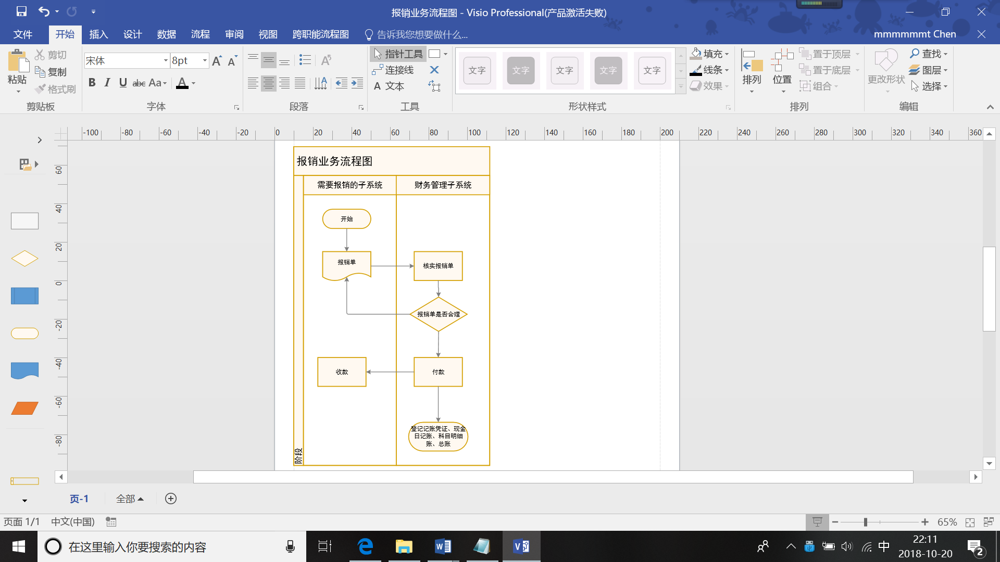 报销业务流程图 - Visio Professional(产品激活失败)
文件 开始 插入 设计 数据 流程 审阅 视图 跨职能流程图 告诉我您想要做什么... mmmmmmt Chen
粘贴 剪切 复制 格式刷
剪贴板
宋体 8pt A A
B I U abc Aa A
字体
A
段落
指针工具
连接线
A 文本
工具
文字 文字 文字 文字 文字
形状样式
填充
线条
效果
排列 位置 置于顶层 置于底层 组合
排列
更改形状 查找 图层 选择
编辑
-100 -80 -60 -40 -20 0 20 40 60 80 100 120 140 160 180 200 220 240 260 280 300 320 340 360
60
40
20
0
-20
-40
-60
-80
报销业务流程图
需要报销的子系统 财务管理子系统
开始
报销单 核实报销单
报销单是否合理
收款 付款
登记记账凭证、现金
日记账、科目明细
账、总账
阶段
页-1 全部
页面 1/1 中文(中国) 65%
在这里输入你要搜索的内容
中
22:11
2018-10-20
2